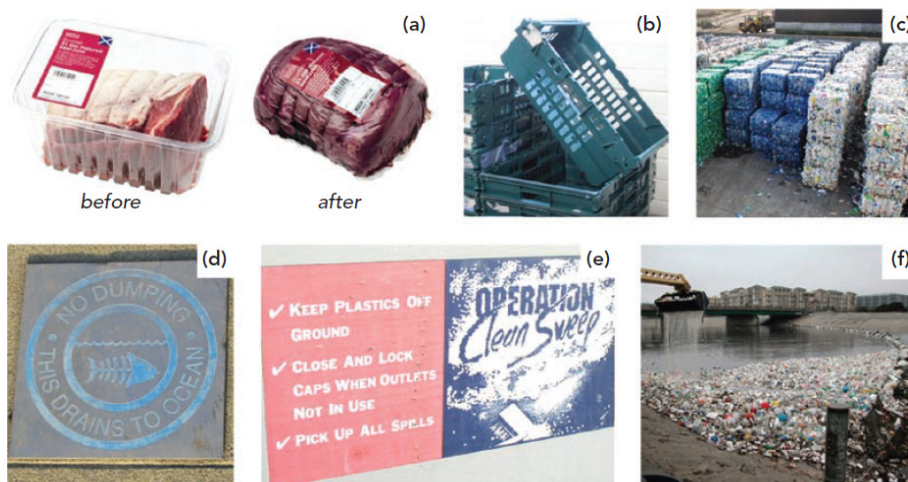 (a)
before
after
(b)
(c)
(d)
NO DUMPING
THIS DRAINS TO OCEAN
(e)
✓ KEEP PLASTICS OFF
GROUND
✓ CLOSE AND LOCK
CAPS WHEN OUTLETS
NOT IN USE
✓ PICK UP ALL SPILLS
OPERATION
Clean Sweep
(f)